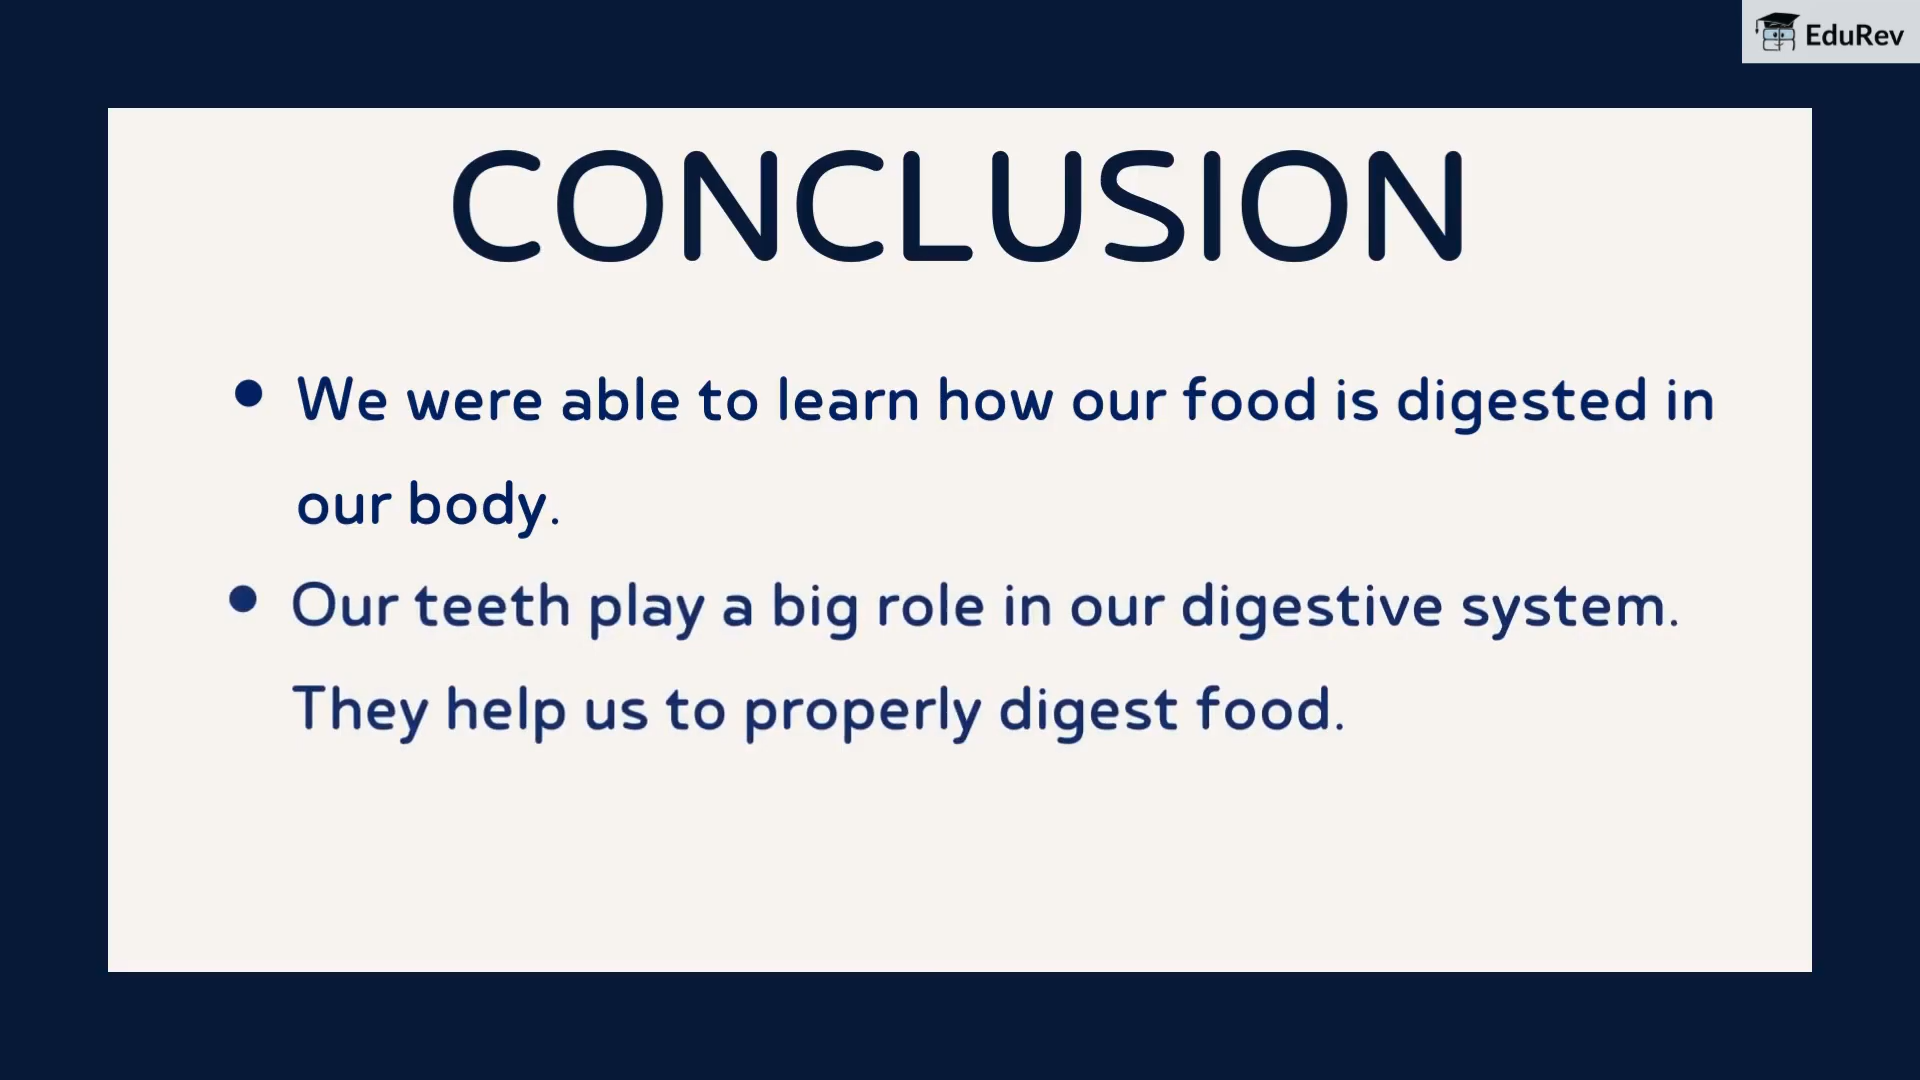 EduRev
CONCLUSION
• We were able to learn how our food is digested in
our body.
• Our teeth play a big role in our digestive system.
They help us to properly digest food.